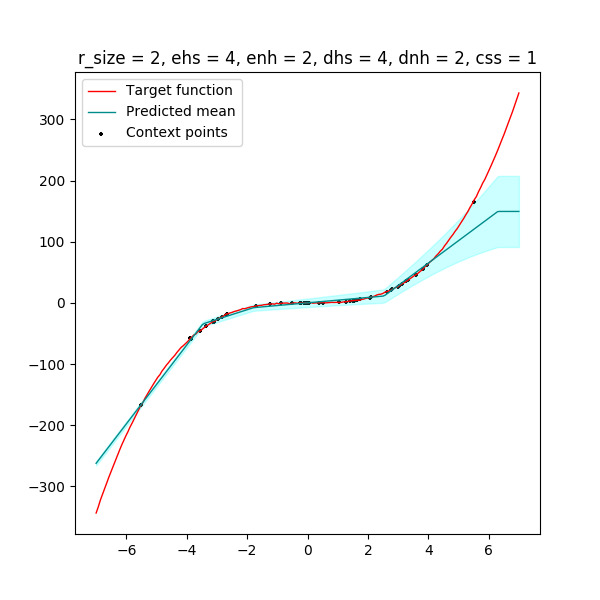 r_size = 2, ehs = 4, enh = 2, dhs = 4, dnh = 2, css = 1
Target function
Predicted mean
Context points
300
200
100
0
−100
−200
−300
−6 −4 −2 0 2 4 6